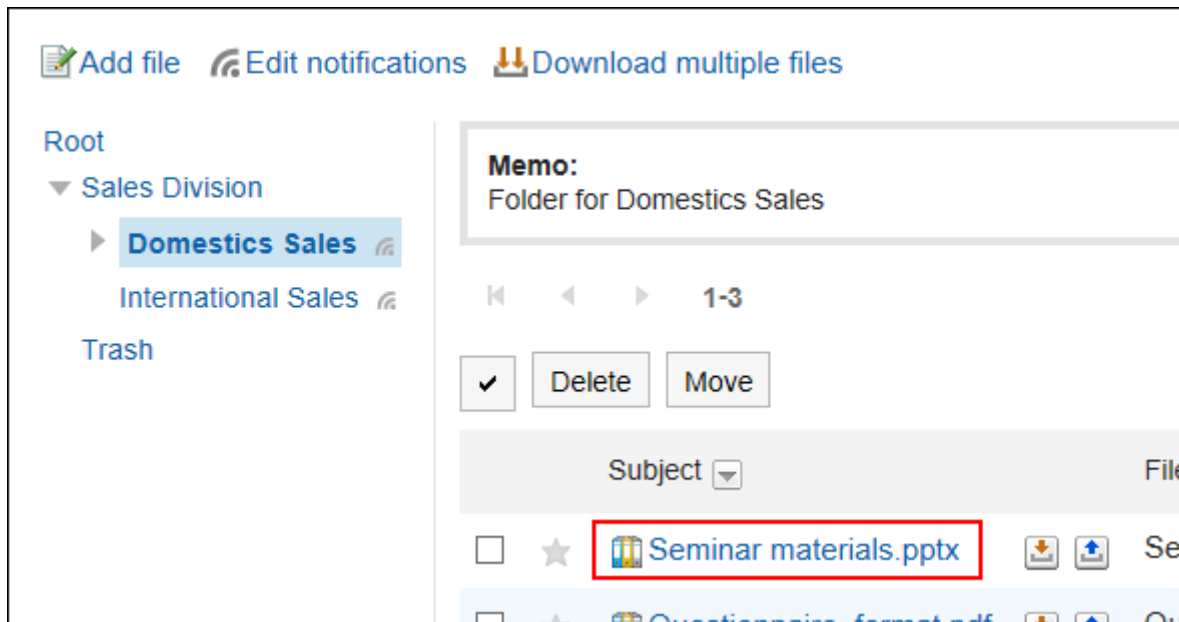 Add file Edit notifications Download multiple files
Root
Sales Division
Domestics Sales
International Sales
Trash
Memo:
Folder for Domestics Sales
1-3
Delete Move
Subject
Seminar materials.pptx